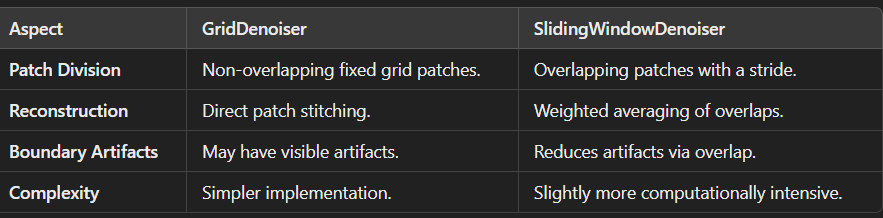 Aspect GridDenoiser SlidingWindowDenoiser
Patch Division Non-overlapping fixed grid patches. Overlapping patches with a stride.
Reconstruction Direct patch stitching. Weighted averaging of overlaps.
Boundary Artifacts May have visible artifacts. Reduces artifacts via overlap.
Complexity Simpler implementation. Slightly more computationally intensive.